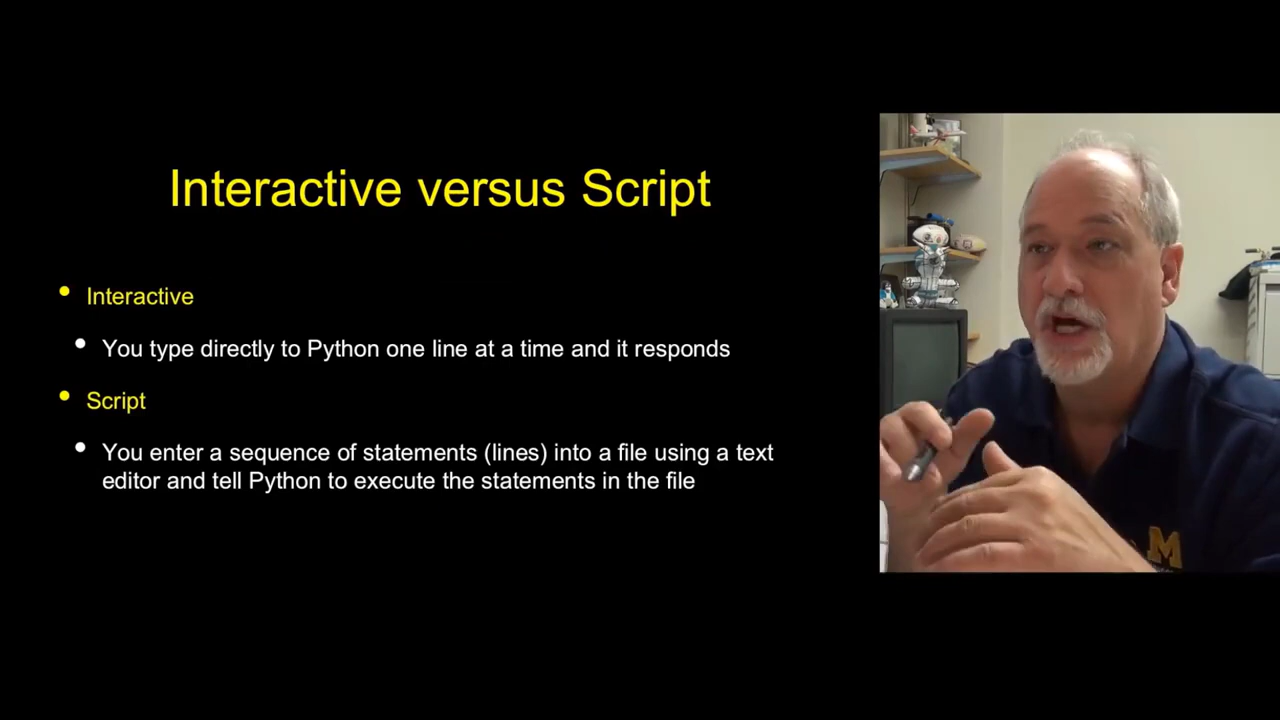 Interactive versus Script
• Interactive
• You type directly to Python one line at a time and it responds
• Script
• You enter a sequence of statements (lines) into a file using a text
editor and tell Python to execute the statements in the file
M